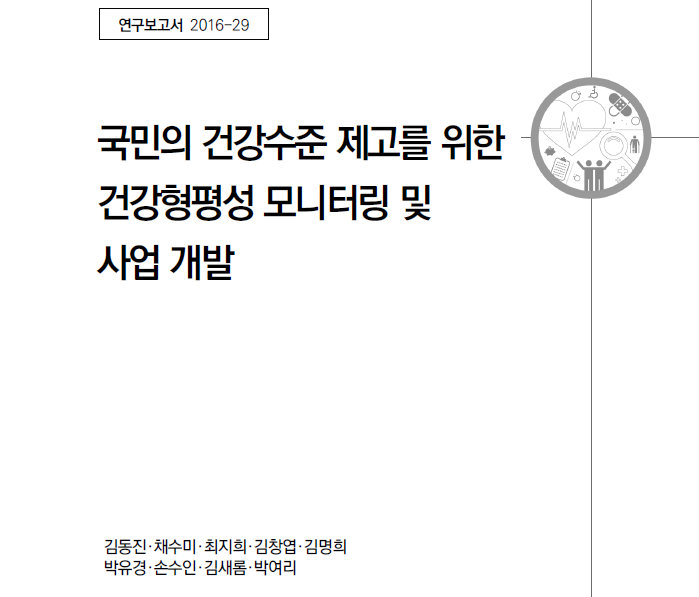 연구보고서 2016-29
국민의 건강수준 제고를 위한
건강형평성 모니터링 및
사업 개발
김동진·채수미·최지희·김창엽·김명희
박유경·손수인·김새롬·박여리